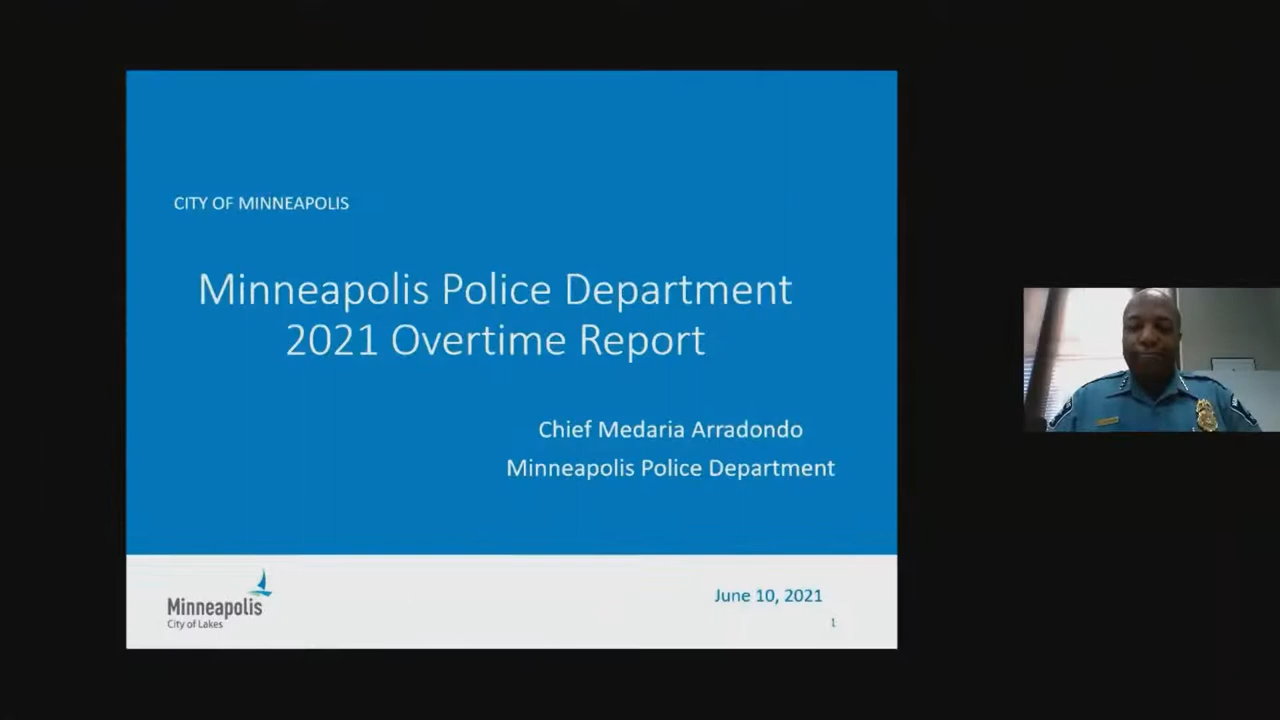 CITY OF MINNEAPOLIS
Minneapolis Police Department
2021 Overtime Report
Chief Medaria Arradondo
Minneapolis Police Department
Minneapolis
City of Lakes
June 10, 2021
1